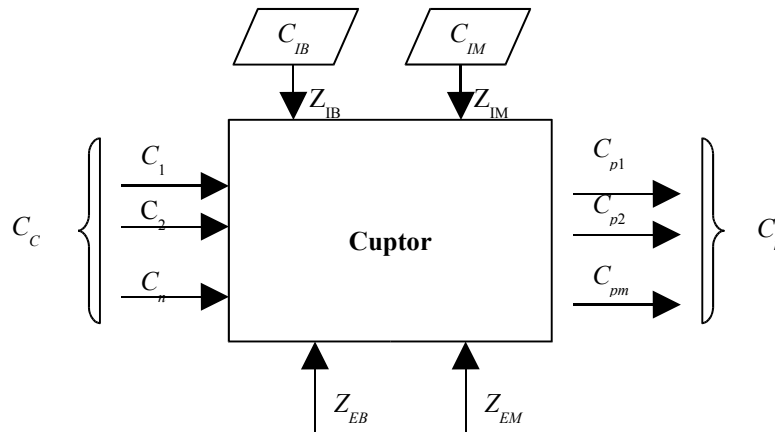 C_IB C_IM
Z_IB Z_IM
C_1 C_p1
C_2 C_p2
C_C Cuptor
C_n C_pm
Z_EB Z_EM